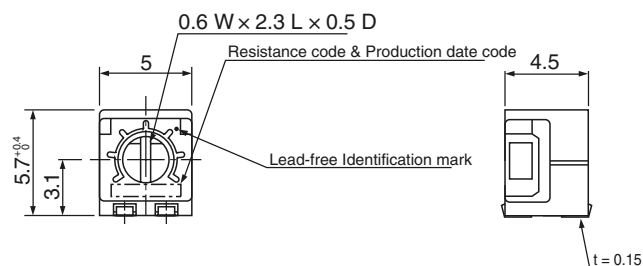 0.6 W × 2.3 L × 0.5 D
Resistance code & Production date code
5
4.5
5.7 +0.4 0
3.1
Lead-free Identification mark
t = 0.15